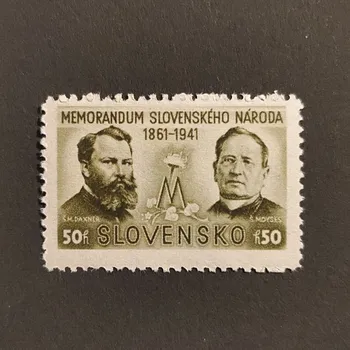 MEMORANDUM SLOVENSKÉHO NÁRODA
1861-1941
M
Š.M.DAXNER
Š.MOYSES
50h SLOVENSKO h50